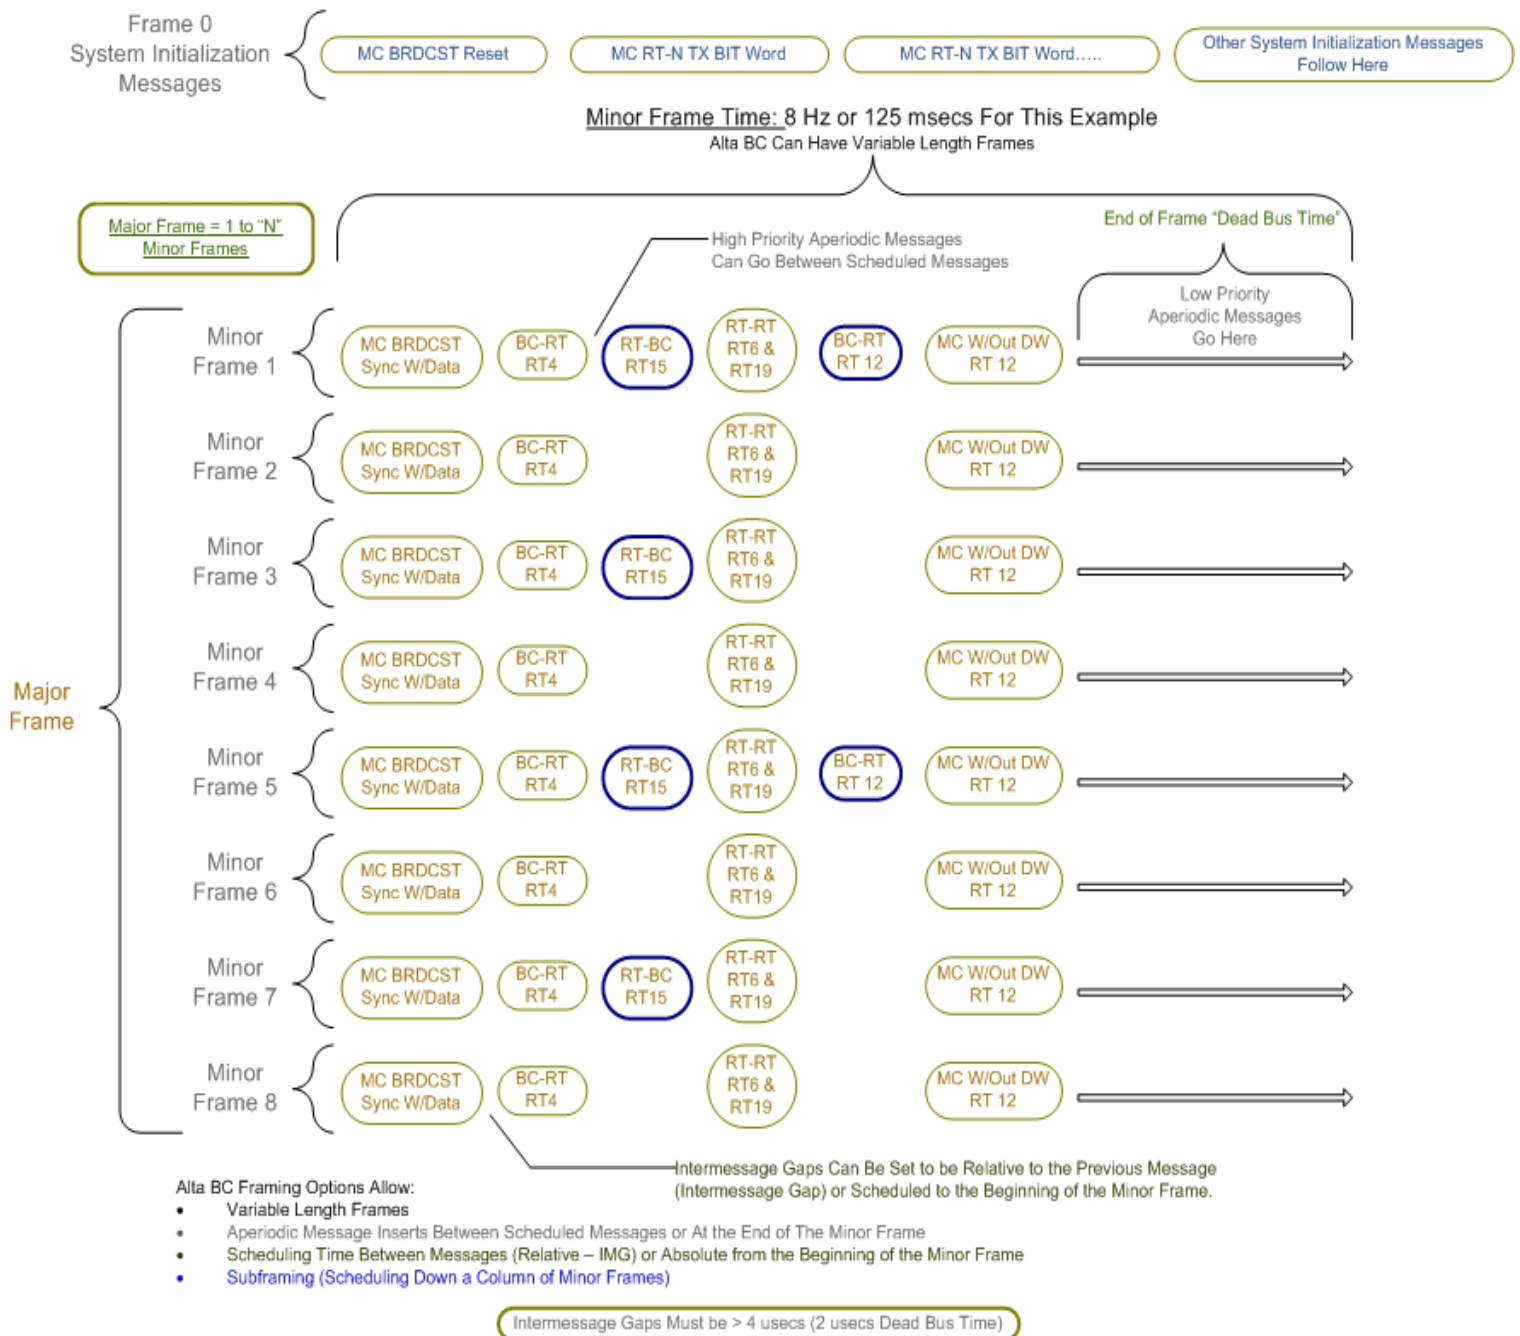 Frame 0
System Initialization
Messages
MC BRDCST Reset
MC RT-N TX BIT Word
MC RT-N TX BIT Word.....
Other System Initialization Messages
Follow Here
Minor Frame Time: 8 Hz or 125 msecs For This Example
Alta BC Can Have Variable Length Frames
Major Frame = 1 to "N"
Minor Frames
High Priority Aperiodic Messages
Can Go Between Scheduled Messages
End of Frame "Dead Bus Time"
Low Priority
Aperiodic Messages
Go Here
Major
Frame
Minor
Frame 1
MC BRDCST
Sync W/Data
BC-RT
RT4
RT-BC
RT15
RT-RT
RT6 &
RT19
BC-RT
RT 12
MC W/Out DW
RT 12
Minor
Frame 2
MC BRDCST
Sync W/Data
BC-RT
RT4
RT-RT
RT6 &
RT19
MC W/Out DW
RT 12
Minor
Frame 3
MC BRDCST
Sync W/Data
BC-RT
RT4
RT-BC
RT15
RT-RT
RT6 &
RT19
MC W/Out DW
RT 12
Minor
Frame 4
MC BRDCST
Sync W/Data
BC-RT
RT4
RT-RT
RT6 &
RT19
MC W/Out DW
RT 12
Minor
Frame 5
MC BRDCST
Sync W/Data
BC-RT
RT4
RT-BC
RT15
RT-RT
RT6 &
RT19
BC-RT
RT 12
MC W/Out DW
RT 12
Minor
Frame 6
MC BRDCST
Sync W/Data
BC-RT
RT4
RT-RT
RT6 &
RT19
MC W/Out DW
RT 12
Minor
Frame 7
MC BRDCST
Sync W/Data
BC-RT
RT4
RT-BC
RT15
RT-RT
RT6 &
RT19
MC W/Out DW
RT 12
Minor
Frame 8
MC BRDCST
Sync W/Data
BC-RT
RT4
RT-RT
RT6 &
RT19
MC W/Out DW
RT 12
Intermessage Gaps Can Be Set to be Relative to the Previous Message
(Intermessage Gap) or Scheduled to the Beginning of the Minor Frame.
Alta BC Framing Options Allow:
• Variable Length Frames
• Aperiodic Message Inserts Between Scheduled Messages or At the End of The Minor Frame
• Scheduling Time Between Messages (Relative – IMG) or Absolute from the Beginning of the Minor Frame
• Subframing (Scheduling Down a Column of Minor Frames)
Intermessage Gaps Must be > 4 usecs (2 usecs Dead Bus Time)